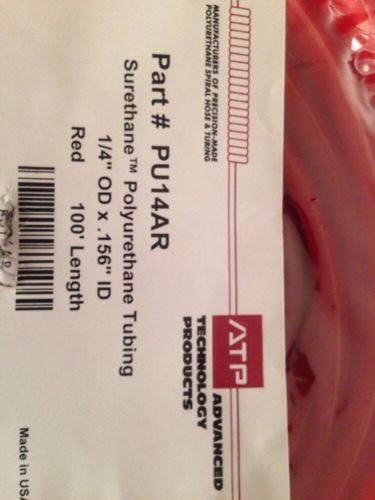 MANUFACTURERS OF PRECISION-MADE
POLYURETHANE SPIRAL HOSE & TUBING
ATP ADVANCED
TECHNOLOGY
PRODUCTS
Part # PU14AR
Surethane™ Polyurethane Tubing
1/4" OD x .156" ID
Red 100' Length
Made in USA